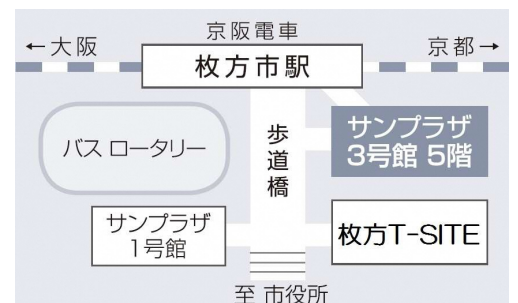 京阪電車
←大阪
京都→
枚方市駅
バス ロータリー
歩道橋
サンプラザ
3号館 5階
サンプラザ
1号館
枚方T-SITE
至 市役所